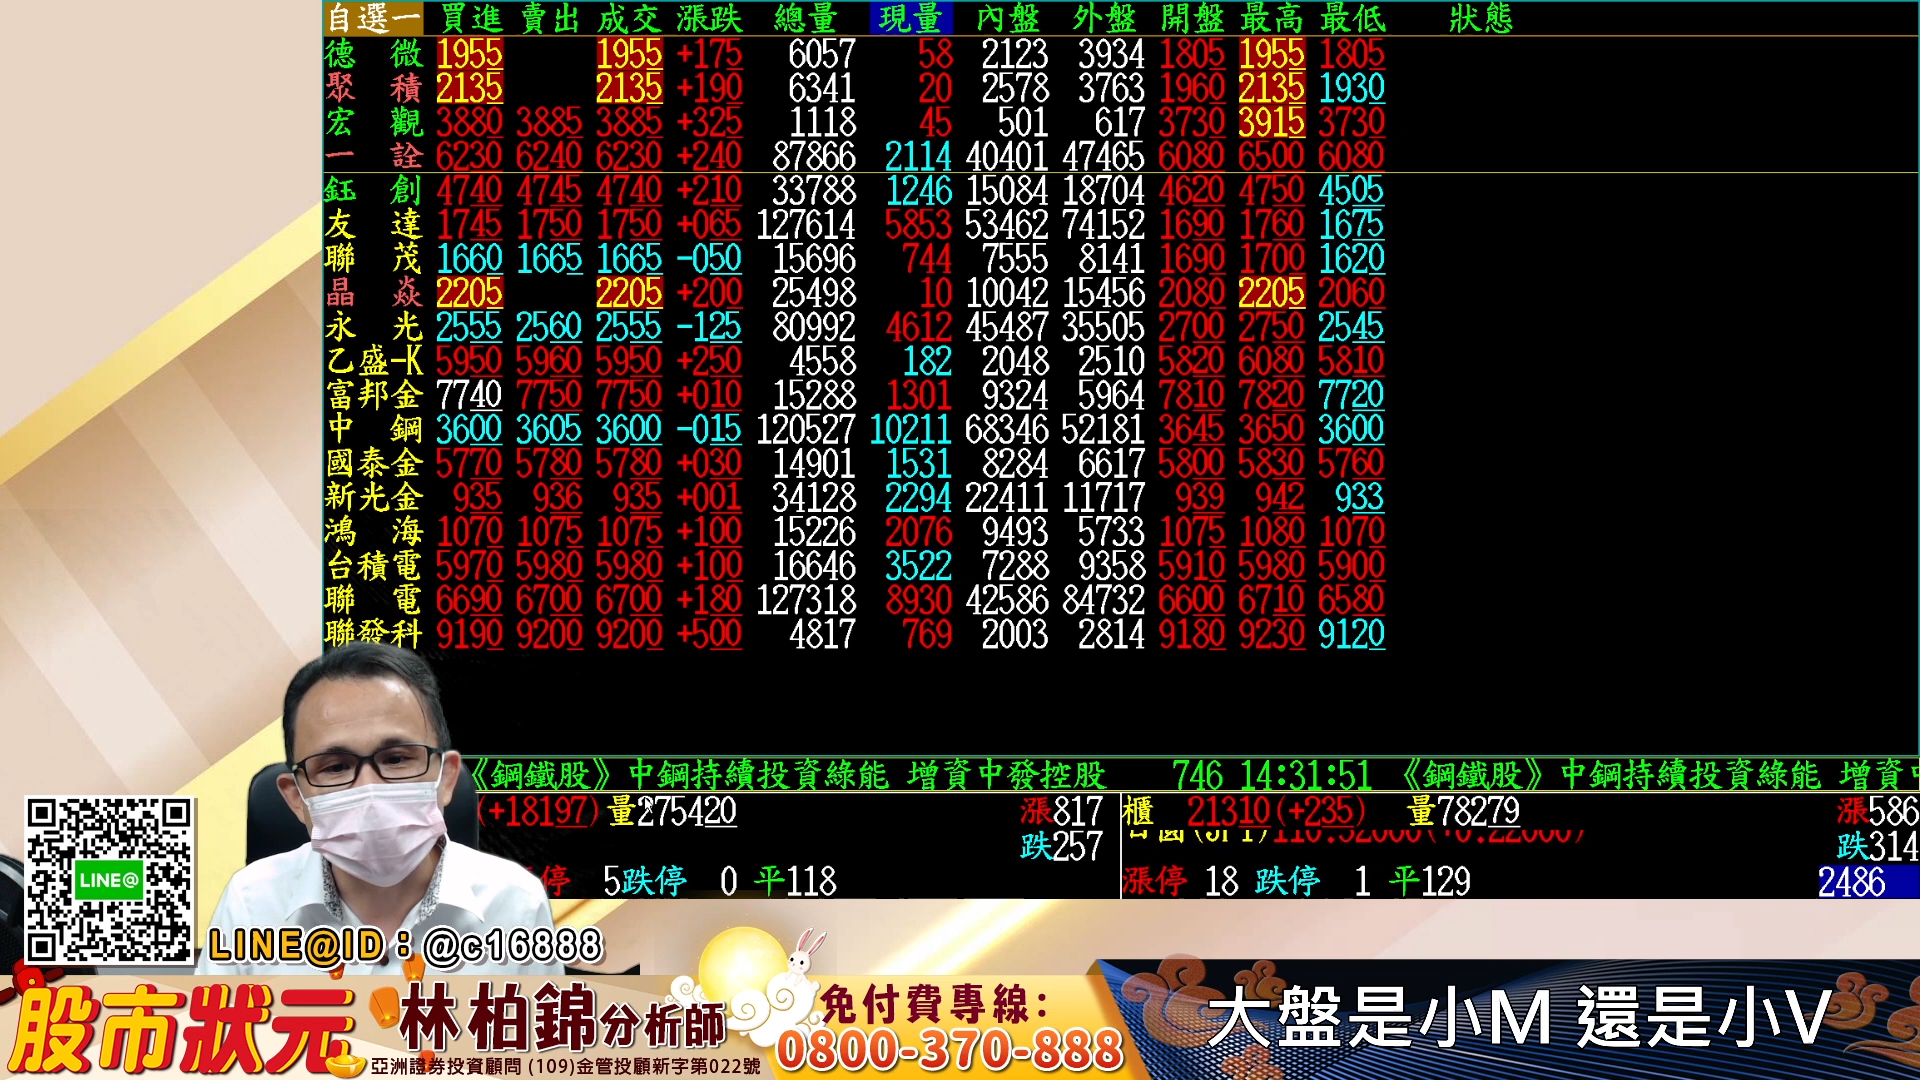 自選一 買進 賣出 成交 漲跌 總量 現量 內盤 外盤 開盤 最高 最低 狀態
德微 1955 1955 +175 6057 58 2123 3934 1805 1955 1805
聚積 2135 2135 +190 6341 20 2578 3763 1960 2135 1930
宏觀 3880 3885 3885 +325 1118 45 501 617 3730 3915 3730
一詮 6230 6240 6230 +240 87866 2114 40401 47465 6080 6500 6080
鈺創 4740 4745 4740 +210 33788 1246 15084 18704 4620 4750 4505
友達 1745 1750 1750 +065 127614 5853 53462 74152 1690 1760 1675
聯茂 1660 1665 1665 -050 15696 744 7555 8141 1690 1700 1620
晶焱 2205 2205 +200 25498 10 10042 15456 2080 2205 2060
永光 2555 2560 2555 -125 80992 4612 45487 35505 2700 2750 2545
乙盛-K 5950 5960 5950 +250 4558 182 2048 2510 5820 6080 5810
富邦金 7740 7750 7750 +010 15288 1301 9324 5964 7810 7820 7720
中鋼 3600 3605 3600 -015 120527 10211 68346 52181 3645 3650 3600
國泰金 5770 5780 5780 +030 14901 1531 8284 6617 5800 5830 5760
新光金 935 936 935 +001 34128 2294 22411 11717 939 942 933
鴻海 1070 1075 1075 +100 15226 2076 9493 5733 1075 1080 1070
台積電 5970 5980 5980 +100 16646 3522 7288 9358 5910 5980 5900
聯電 6690 6700 6700 +180 127318 8930 42586 84732 6600 6710 6580
聯發科 9190 9200 9200 +500 4817 769 2003 2814 9180 9230 9120
《鋼鐵股》中鋼持續投資綠能 增資中發控股 746 14:31:51 《鋼鐵股》中鋼持續投資綠能 增資中
(+18197) 量275420 漲817 櫃 21310(+235) 量78279 漲586
跌257 跌314
停 5 跌停 0 平118 漲停 18 跌停 1 平129 2486
LINE@
LINE@ID：@c16888
股市狀元
林柏錦分析師
亞洲證券投資顧問 (109)金管投顧新字第022號
免付費專線：
0800-370-888
大盤是小M 還是小V